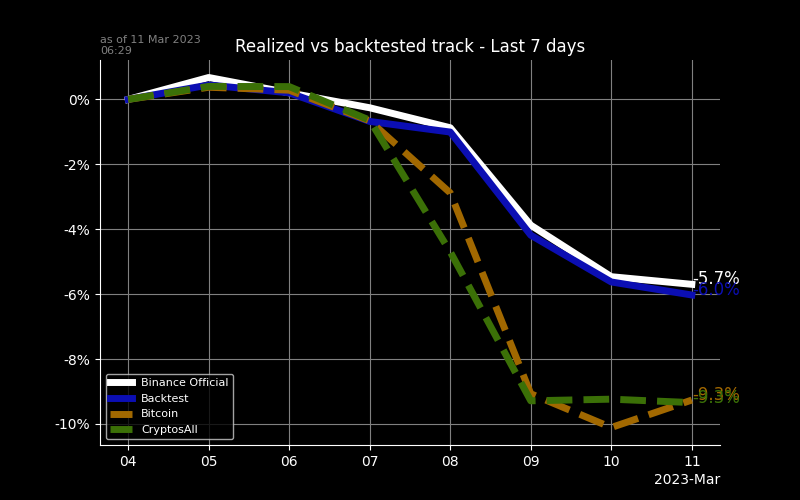 as of 11 Mar 2023
06:29
Realized vs backtested track - Last 7 days
0%
-2%
-4%
-6%
-8%
-10%
-5.7%
-6.0%
-9.3%
-9.3%
Binance Official
Backtest
Bitcoin
CryptosAll
04 05 06 07 08 09 10 11
2023-Mar